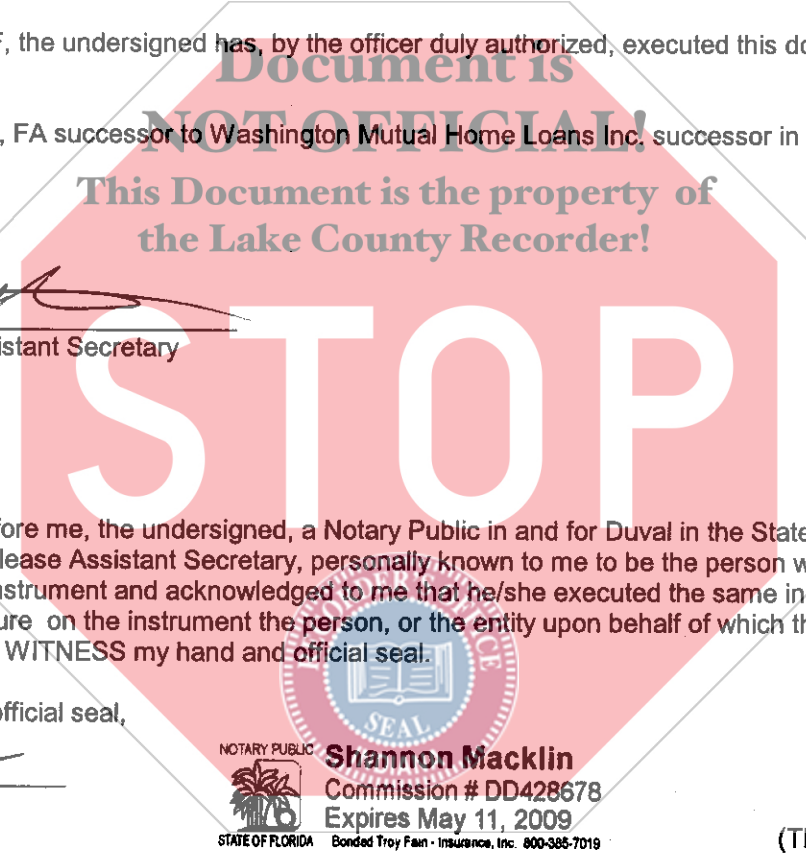 , the undersigned has, by the officer duly authorized, executed this do
Document is
NOT OFFICIAL!
, FA successor to Washington Mutual Home Loans Inc. successor in
This Document is the property of
the Lake County Recorder!
istant Secretary
STOP
fore me, the undersigned, a Notary Public in and for Duval in the State
lease Assistant Secretary, personally known to me to be the person w
nstrument and acknowledged to me that he/she executed the same in
ure on the instrument the person, or the entity upon behalf of which th
WITNESS my hand and official seal.
SEAL
official seal,
NOTARY PUBLIC
Shannon Macklin
Commission # DD428678
Expires May 11, 2009
STATE OF FLORIDA
Bonded Troy Fain - Insurance, Inc. 800-385-7019